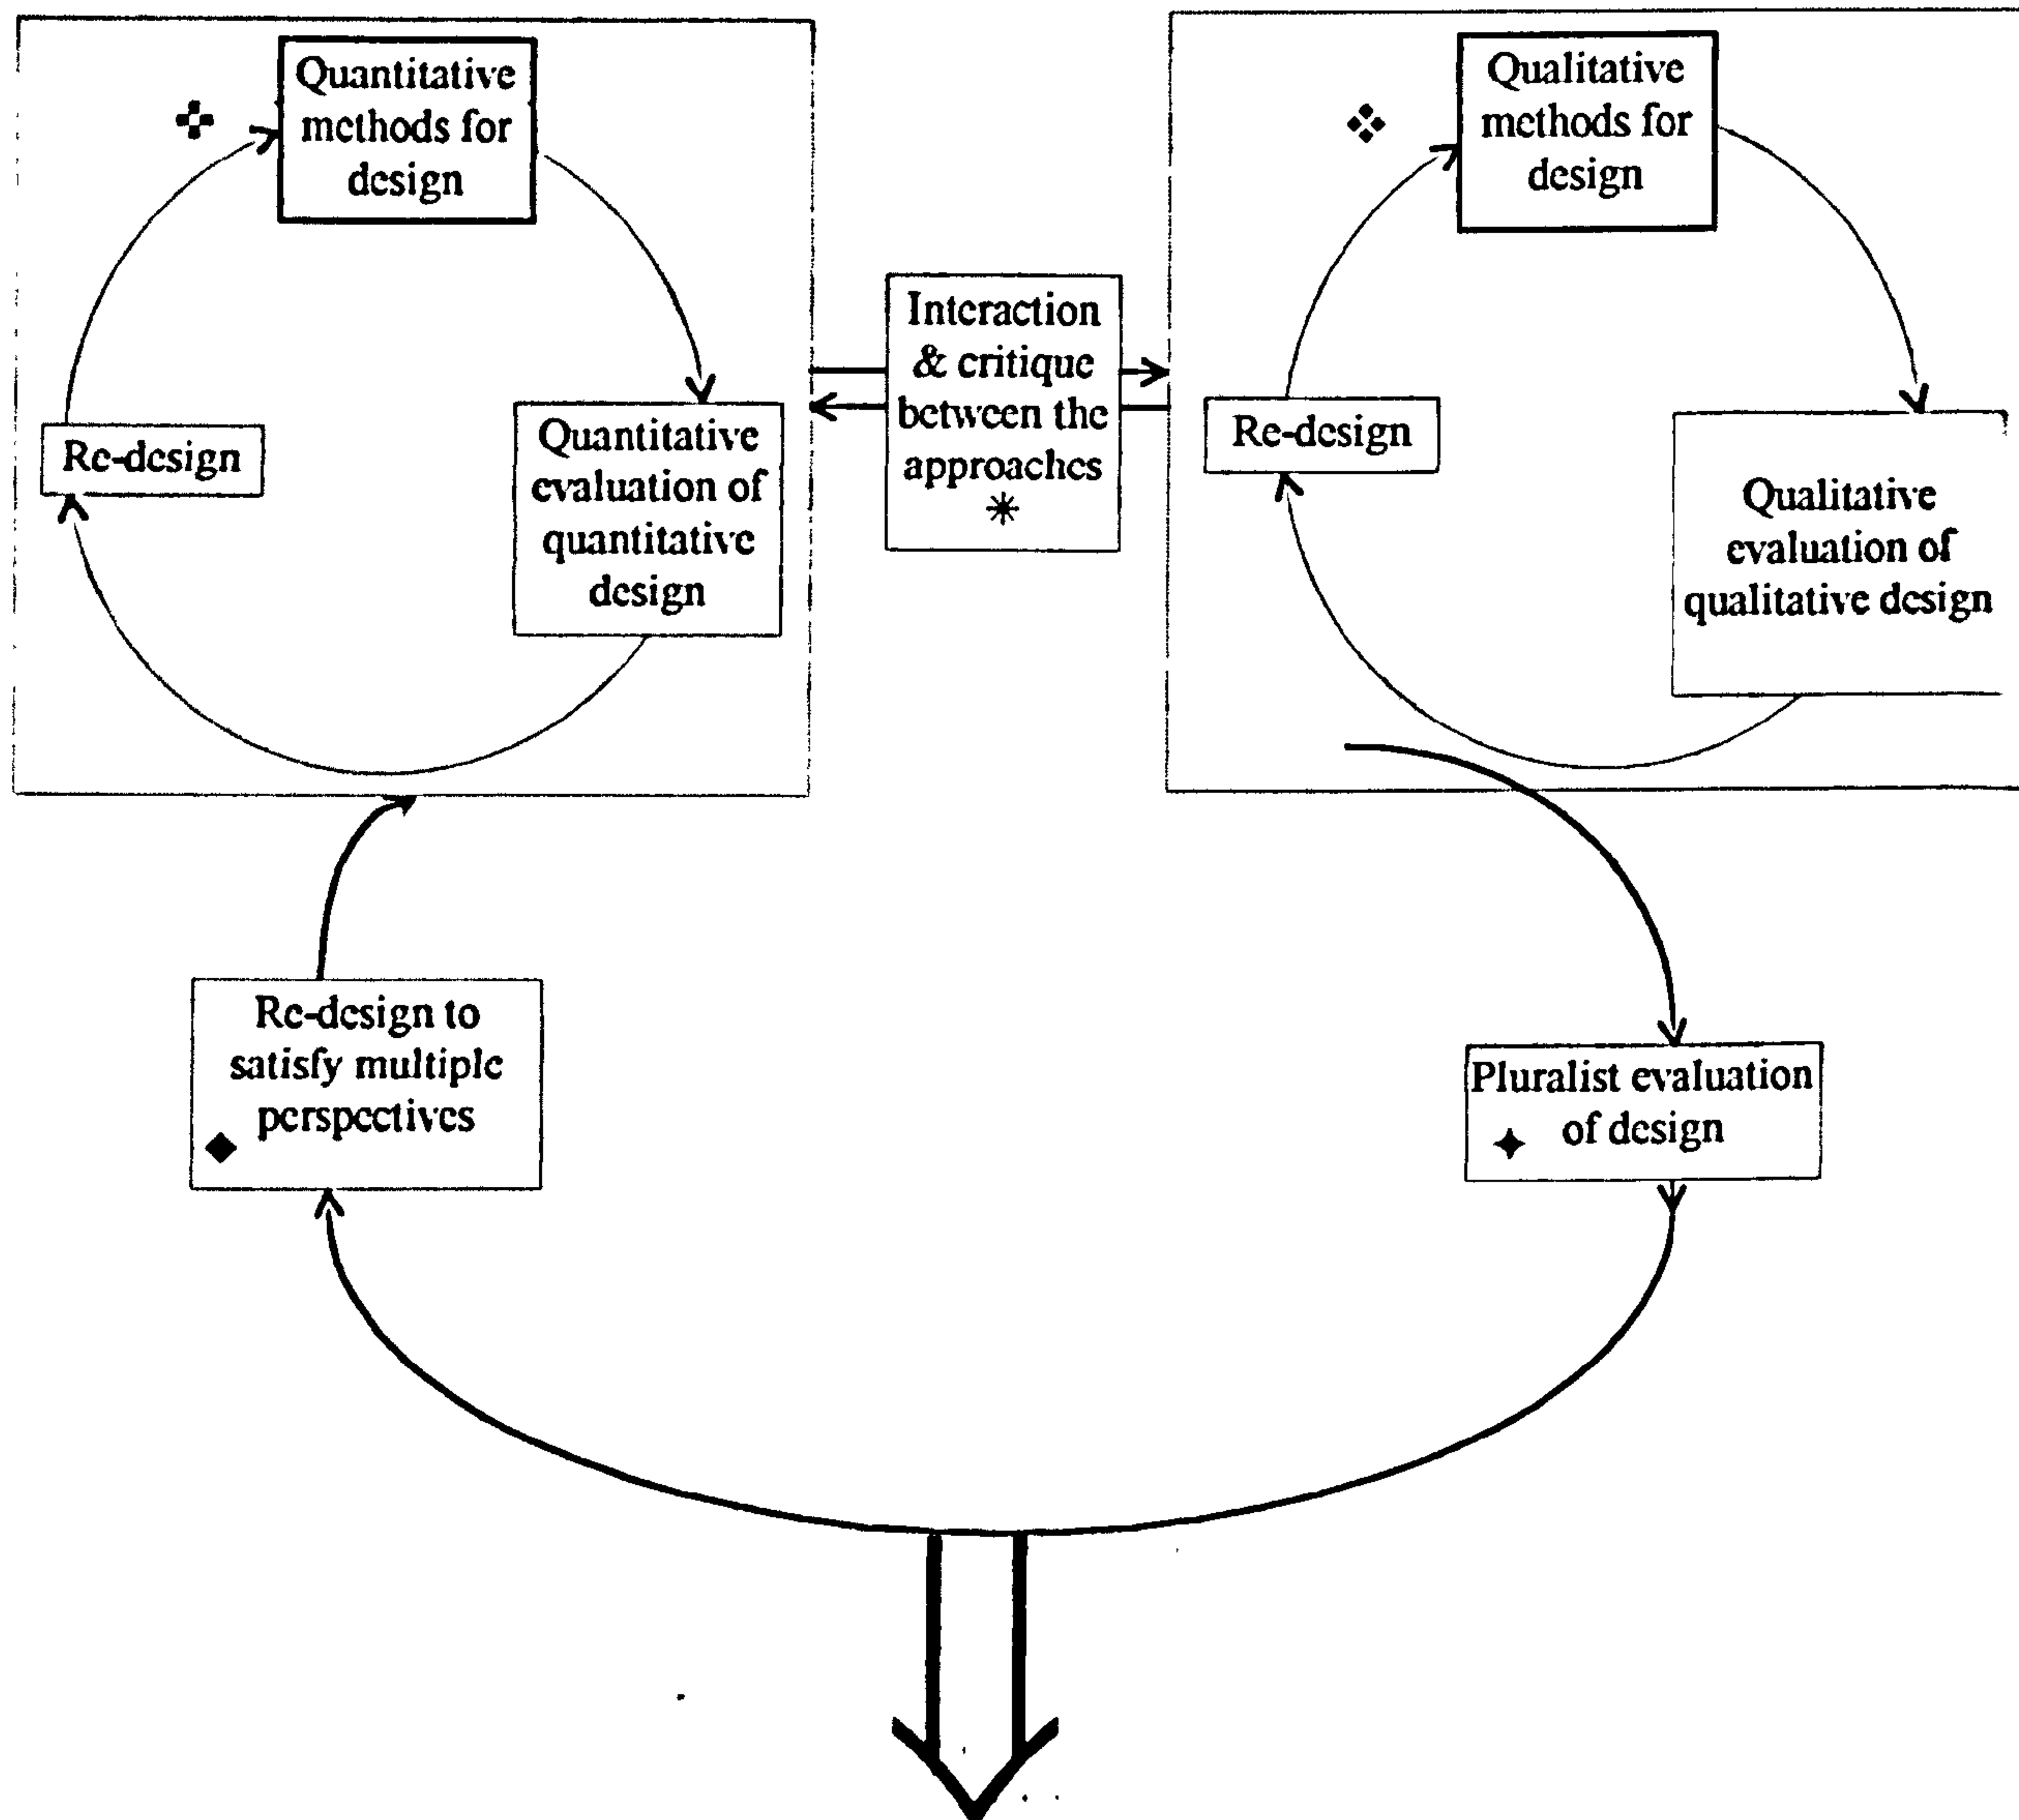 Quantitative
methods for
design
Re-design
Quantitative
evaluation of
quantitative
design
Interaction
& critique
between the
approaches
Qualitative
methods for
design
Re-design
Qualitative
evaluation of
qualitative design
Re-design to
satisfy multiple
perspectives
Pluralist evaluation
of design